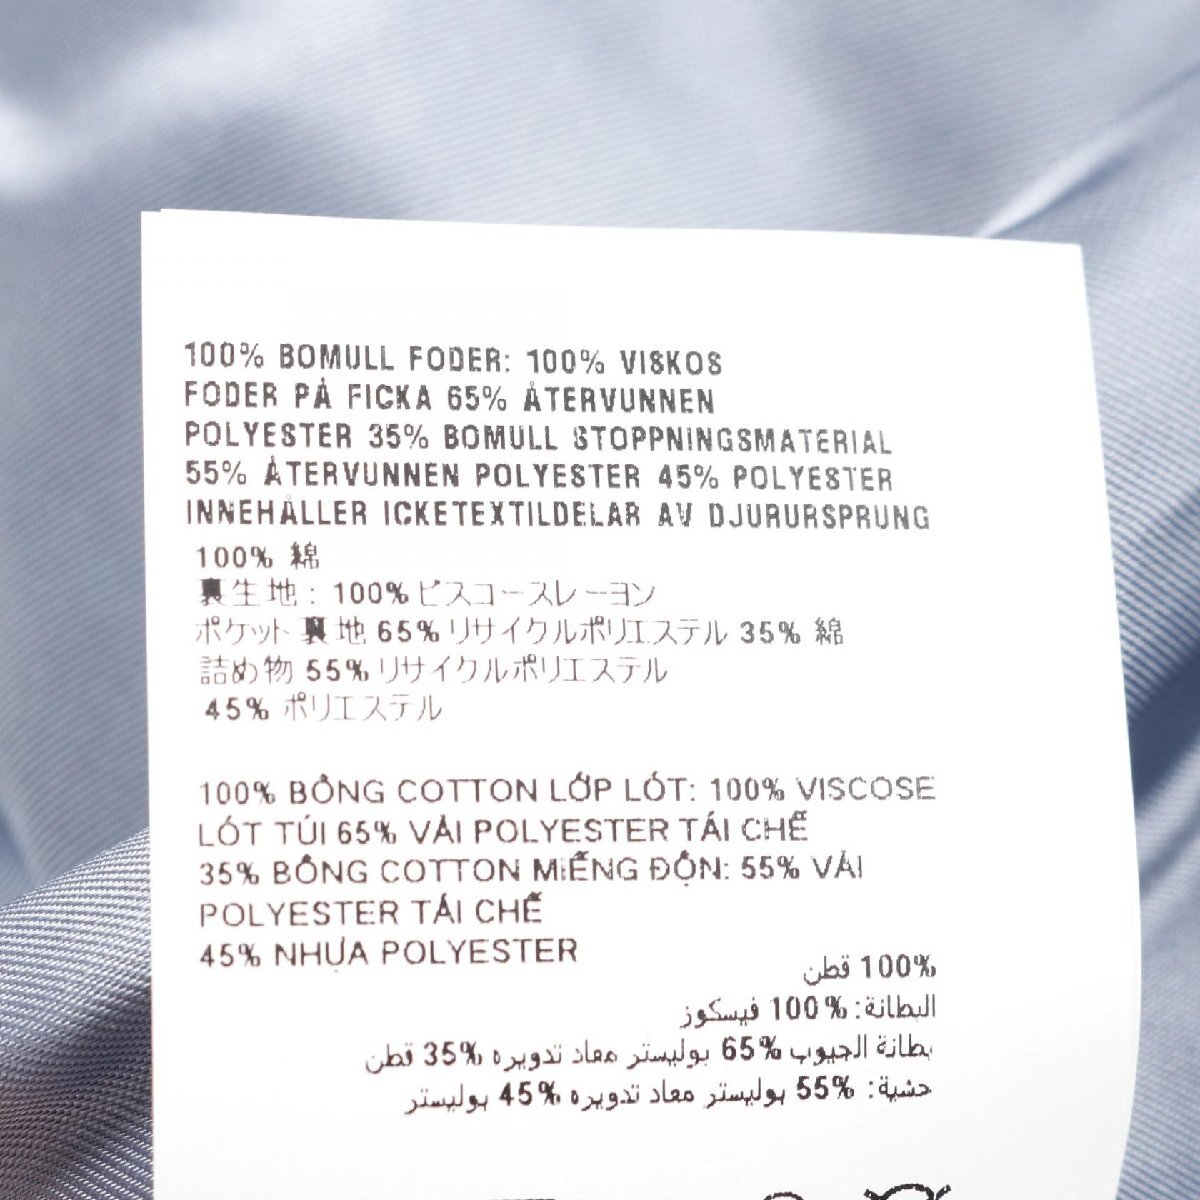 100% BOMULL FODER: 100% VISKOS
FODER PÅ FICKA 65% ÅTERVUNNEN
POLYESTER 35% BOMULL STOPPNINGSMATERIAL
55% ÅTERVUNNEN POLYESTER 45% POLYESTER
INNEHÅLLER ICKETEXTILDELAR AV DJURURSPRUNG
100% 綿
裏生地: 100% ビスコースレーヨン
ポケット 裏地 65% リサイクルポリエステル 35% 綿
詰め物 55% リサイクルポリエステル
45% ポリエステル
100% BÔNG COTTON LỚP LÓT: 100% VISCOSE
LÓT TÚI 65% VẢI POLYESTER TÁI CHẾ
35% BÔNG COTTON MIẾNG ĐỘN: 55% VẢI
POLYESTER TÁI CHẾ
45% NHỰA POLYESTER
100% قطن
البطانة: 100% فيسكوز
بطانة الجيوب 65% بوليستر معاد تدويره 35% قطن
حشية: 55% بوليستر معاد تدويره 45% بوليستر